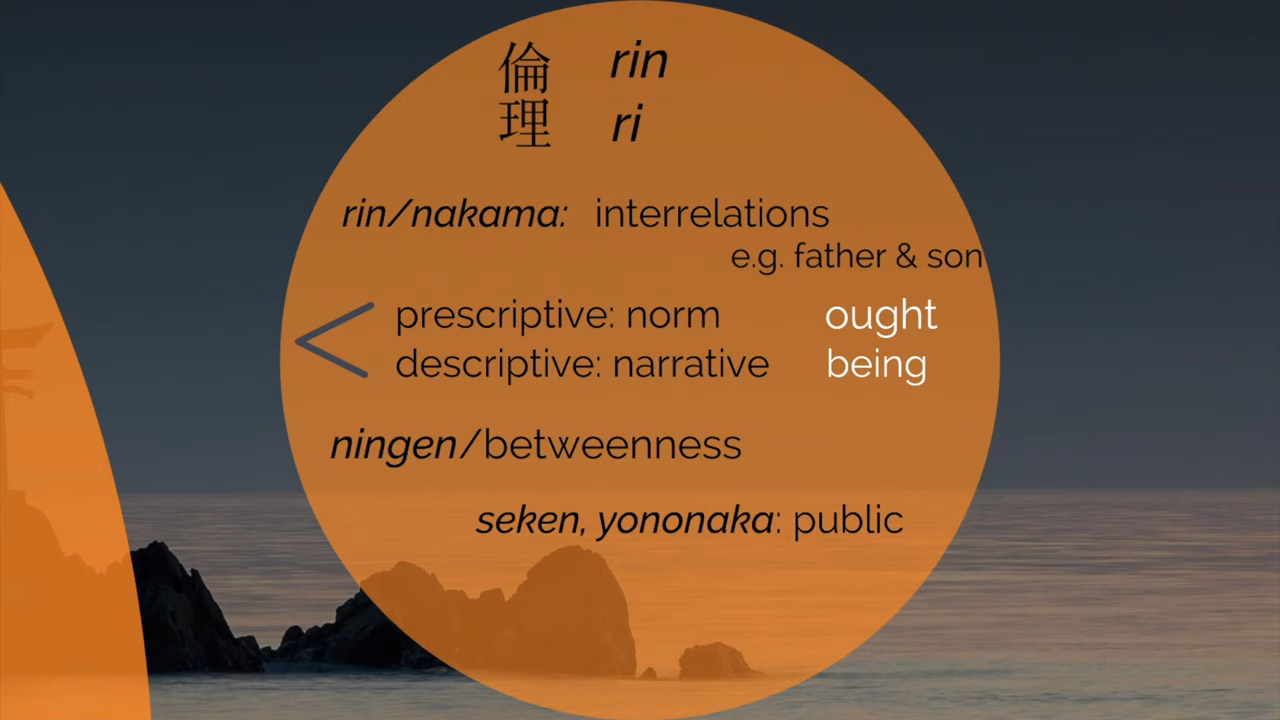 倫 rin
理 ri
rin/nakama: interrelations
e.g. father & son
prescriptive: norm ought
descriptive: narrative being
ningen/betweenness
seken, yononaka: public